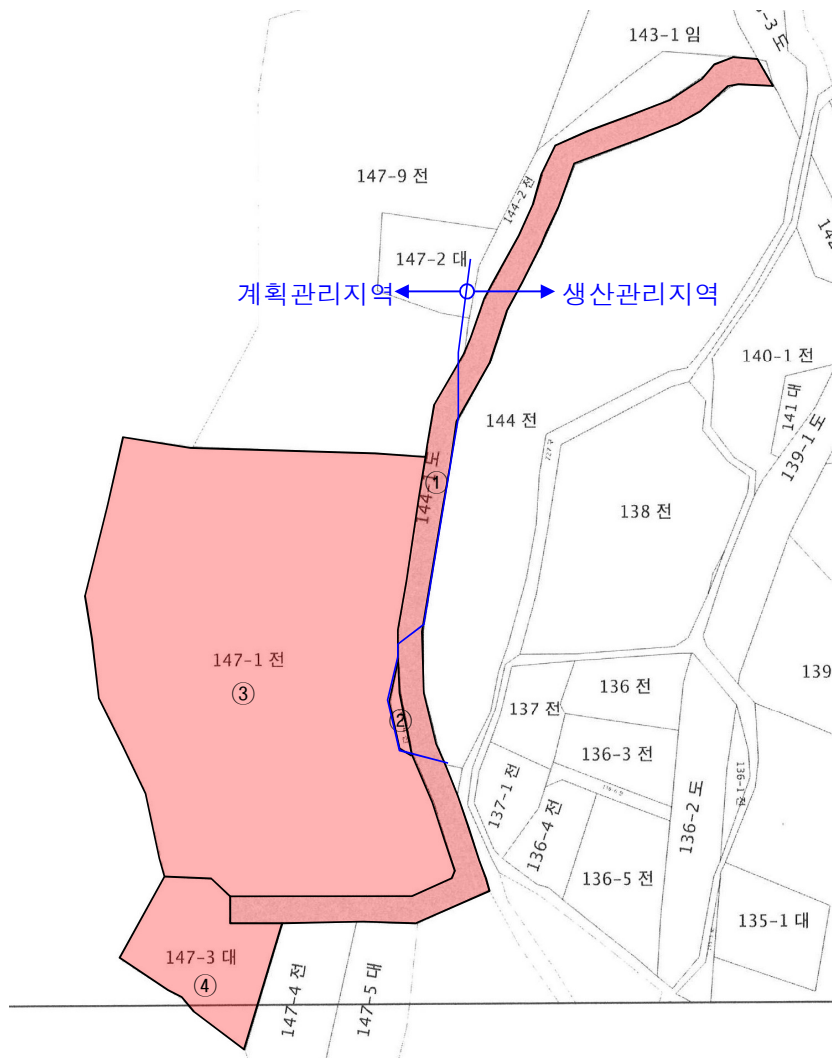 143-1 임
-3 도
147-9 전
144-2 전
147-2 대
계획관리지역
생산관리지역
140-1 전
141 대
139-1 도
144 전
①
144-1 도
138 전
147-1 전
③
②
136 전
137 전
139
136-3 전
137-1 전
136-4 전
136-2 도
136-1 전
136-5 전
135-1 대
147-3 대
④
147-4 전
147-5 대